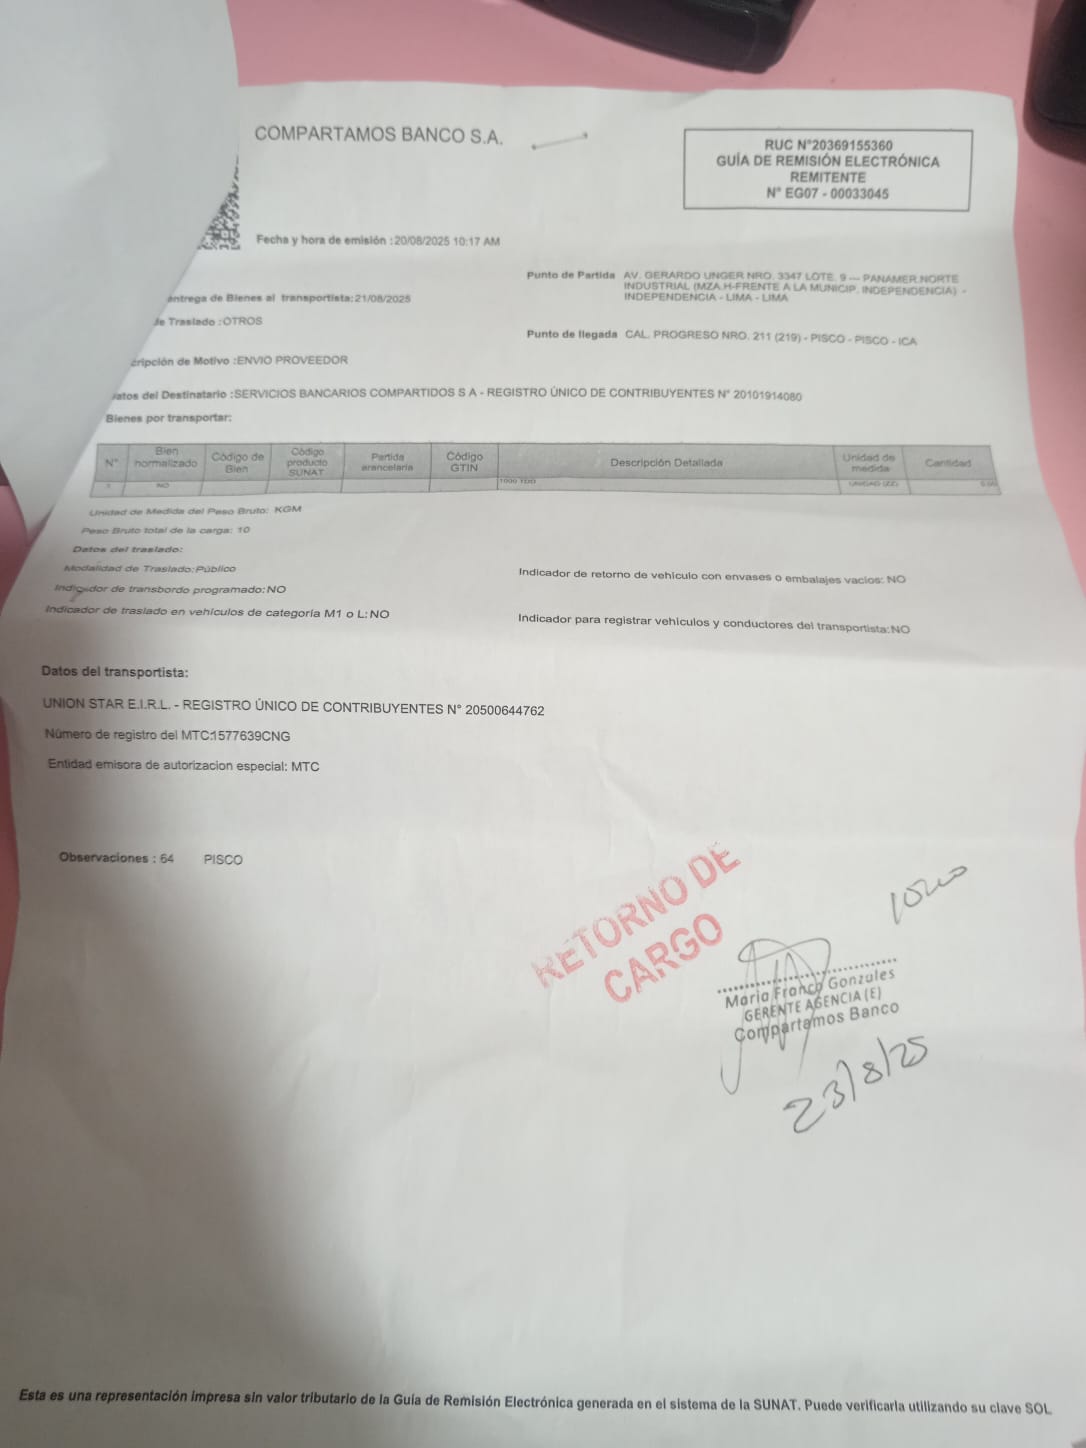 COMPARTAMOS BANCO S.A.
RUC N°20369155360
GUÍA DE REMISIÓN ELECTRÓNICA
REMITENTE
N° EG07 - 00033045
Fecha y hora de emisión :20/08/2025 10:17 AM
entrega de Bienes al transportista:21/08/2025
Punto de Partida AV. GERARDO UNGER NRO. 3347 LOTE. 9 --- PANAMER.NORTE
INDUSTRIAL (MZA.H-FRENTE A LA MUNICIP. INDEPENDENCIA) -
INDEPENDENCIA - LIMA - LIMA
de Traslado :OTROS
Punto de llegada CAL. PROGRESO NRO. 211 (219) - PISCO - PISCO - ICA
cripción de Motivo :ENVIO PROVEEDOR
atos del Destinatario :SERVICIOS BANCARIOS COMPARTIDOS S A - REGISTRO ÚNICO DE CONTRIBUYENTES N° 20101914080
Bienes por transportar:
N° Bien normalizado Código de Bien Código producto SUNAT Partida arancelaria Código GTIN Descripción Detallada Unidad de medida Cantidad
NO 1000 TDD UNIDAD
Unidad de Medida del Peso Bruto: KGM
Peso Bruto total de la carga: 10
Datos del traslado:
Modalidad de Traslado:Público
Indicador de retorno de vehículo con envases o embalajes vacíos: NO
Indicador de transbordo programado:NO
Indicador de traslado en vehículos de categoría M1 o L:NO
Indicador para registrar vehículos y conductores del transportista:NO
Datos del transportista:
UNION STAR E.I.R.L. - REGISTRO ÚNICO DE CONTRIBUYENTES N° 20500644762
Número de registro del MTC:1577639CNG
Entidad emisora de autorizacion especial: MTC
Observaciones : 64 PISCO
RETORNO DE
CARGO
Maria Franco Gonzales
GERENTE AGENCIA (E)
Compartamos Banco
23/8/25
Esta es una representación impresa sin valor tributario de la Guía de Remisión Electrónica generada en el sistema de la SUNAT. Puede verificarla utilizando su clave SOL.